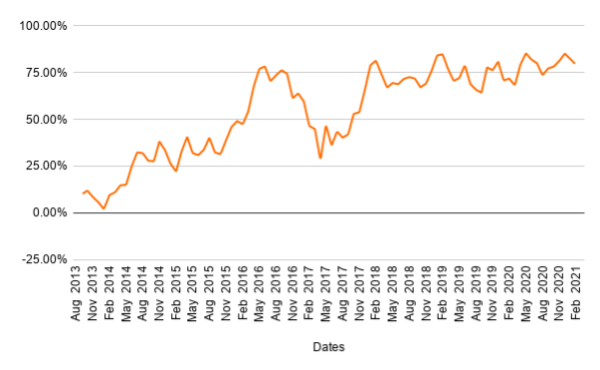 100.00%
75.00%
50.00%
25.00%
0.00%
-25.00%
Aug 2013
Nov 2013
Feb 2014
May 2014
Aug 2014
Nov 2014
Feb 2015
May 2015
Aug 2015
Nov 2015
Feb 2016
May 2016
Aug 2016
Nov 2016
Feb 2017
May 2017
Aug 2017
Nov 2017
Feb 2018
May 2018
Aug 2018
Nov 2018
Feb 2019
May 2019
Aug 2019
Nov 2019
Feb 2020
May 2020
Aug 2020
Nov 2020
Feb 2021
Dates